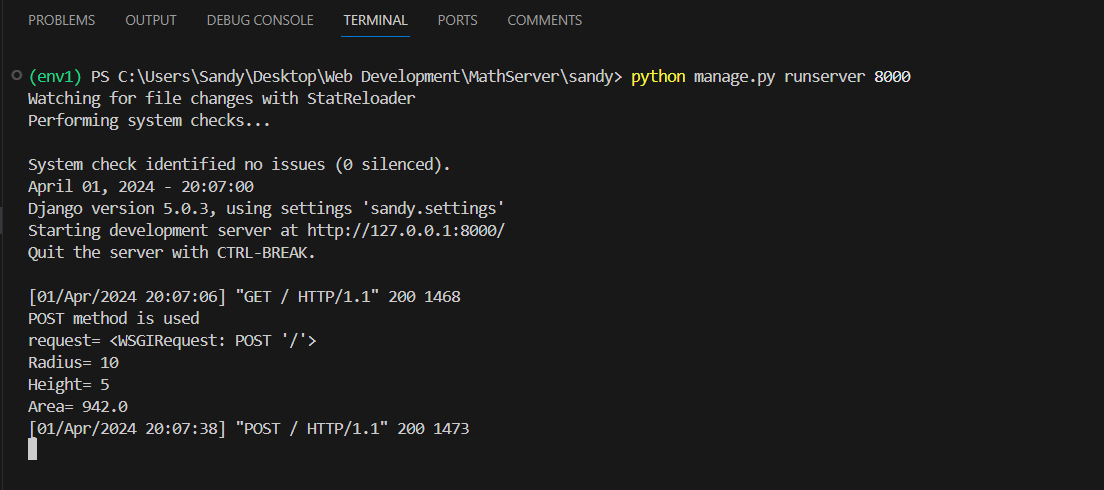 PROBLEMS OUTPUT DEBUG CONSOLE TERMINAL PORTS COMMENTS
(env1) PS C:\Users\Sandy\Desktop\Web Development\MathServer\sandy> python manage.py runserver 8000
Watching for file changes with StatReloader
Performing system checks...
System check identified no issues (0 silenced).
April 01, 2024 - 20:07:00
Django version 5.0.3, using settings 'sandy.settings'
Starting development server at http://127.0.0.1:8000/
Quit the server with CTRL-BREAK.
[01/Apr/2024 20:07:06] "GET / HTTP/1.1" 200 1468
POST method is used
request= <WSGIRequest: POST '/'>
Radius= 10
Height= 5
Area= 942.0
[01/Apr/2024 20:07:38] "POST / HTTP/1.1" 200 1473